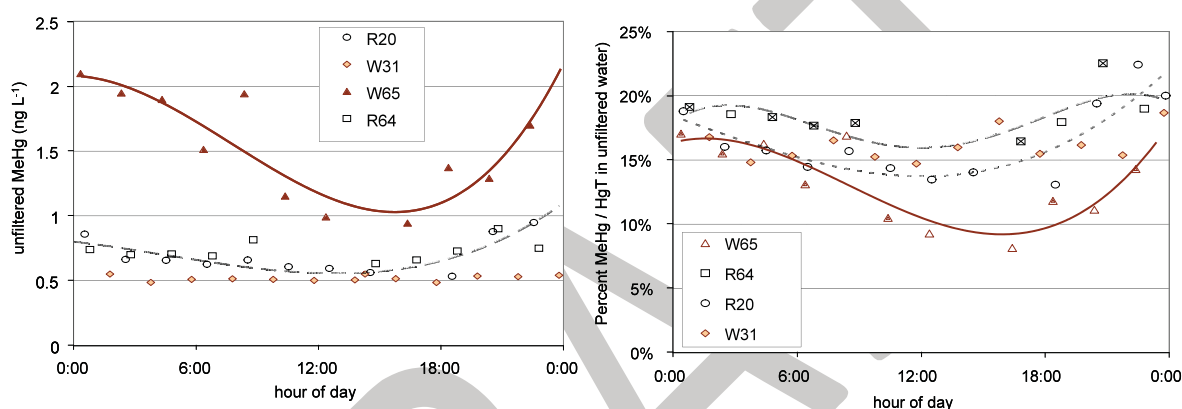 2.5
2
1.5
1
0.5
0
unfiltered MeHg (ng L⁻¹)
R20
W31
W65
R64
0:00 6:00 12:00 18:00 0:00
hour of day
25%
20%
15%
10%
5%
0%
Percent MeHg / HgT in unfiltered water)
W65
R64
R20
W31
0:00 6:00 12:00 18:00 0:00
hour of day